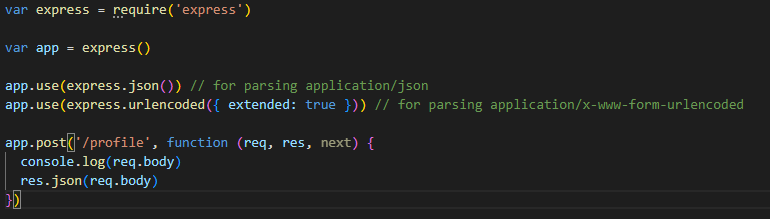 var express = require('express')
var app = express()
app.use(express.json()) // for parsing application/json
app.use(express.urlencoded({ extended: true })) // for parsing application/x-www-form-urlencoded
app.post('/profile', function (req, res, next) {
  console.log(req.body)
  res.json(req.body)
})